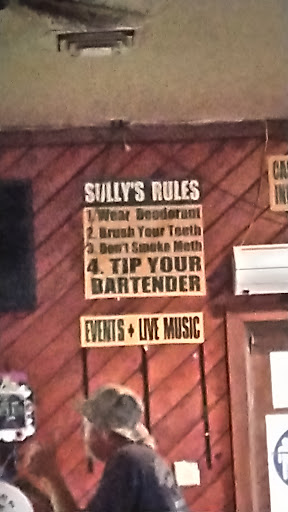 SULLY'S RULES
1. Wear Deodorant
2. Brush Your Teeth
3. Don't Smoke Meth
4. TIP YOUR
BARTENDER
EVENTS + LIVE MUSIC